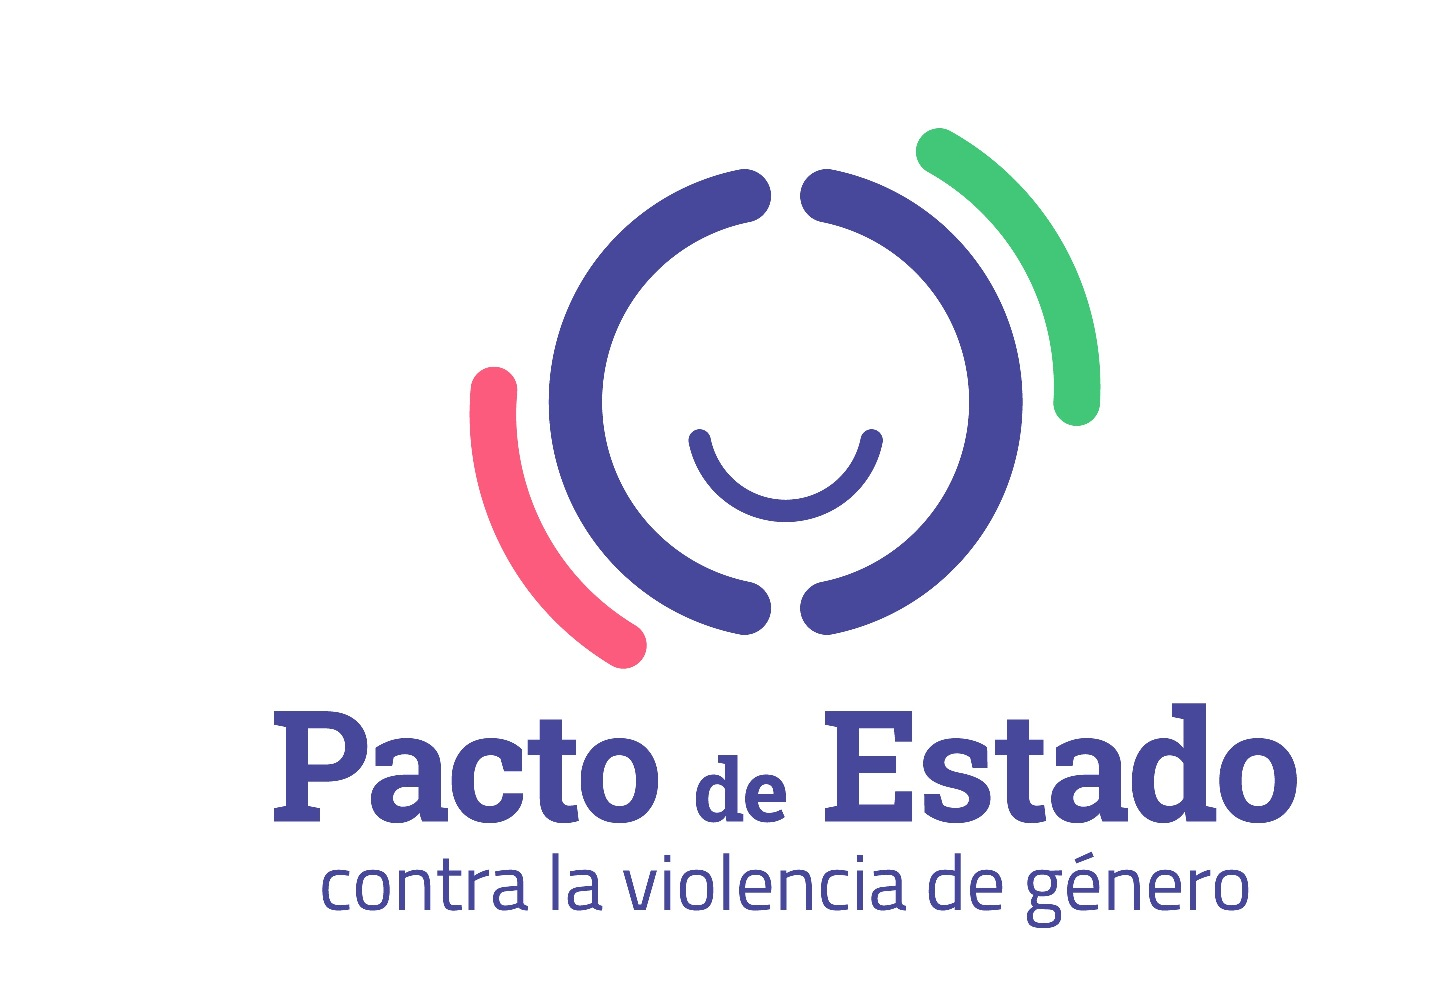 Pacto de Estado
contra la violencia de género